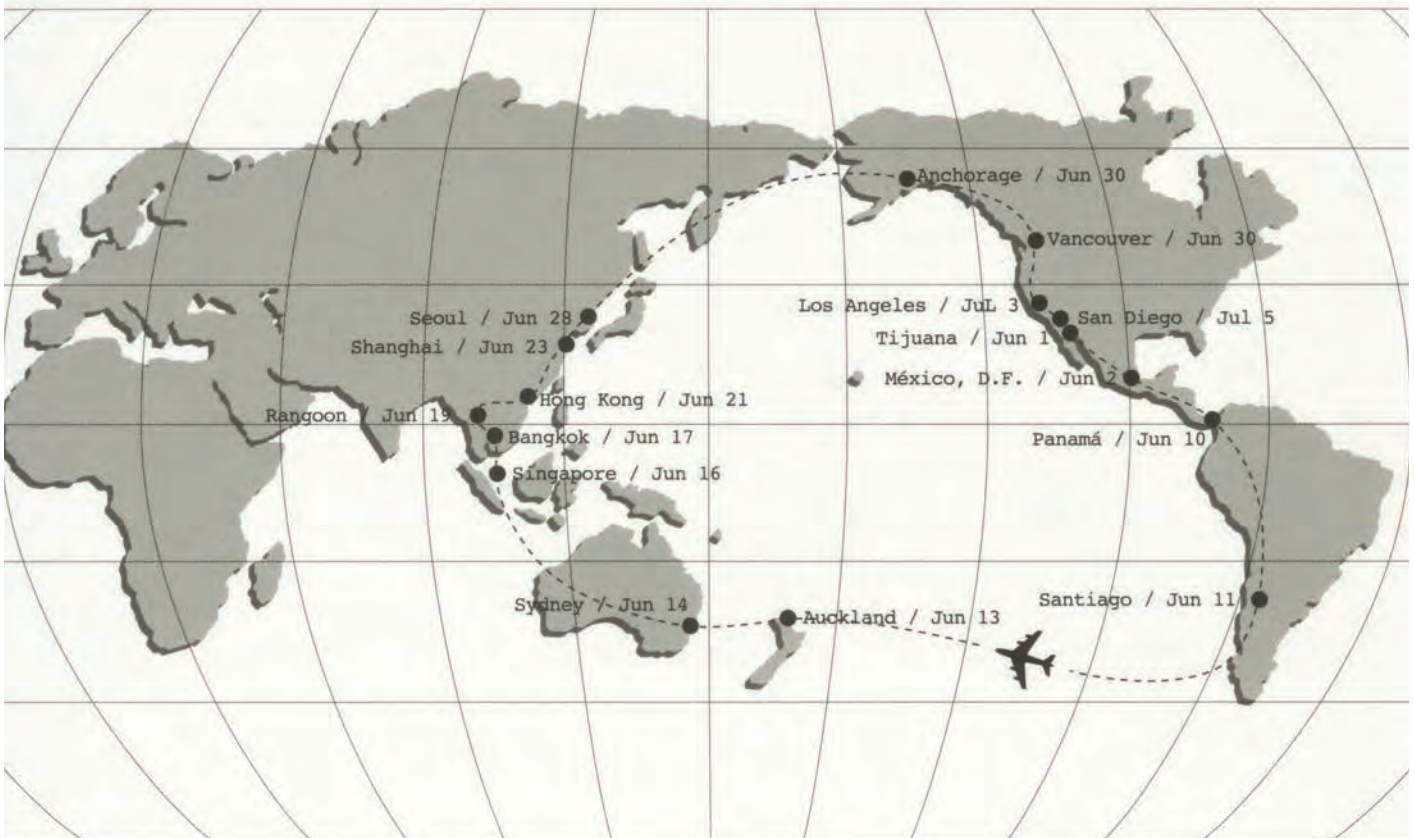 Anchorage / Jun 30
Vancouver / Jun 30
Los Angeles / JuL 3
San Diego / Jul 5
Tijuana / Jun 1
México, D.F. / Jun 2
Panamá / Jun 10
Santiago / Jun 11
Auckland / Jun 13
Sydney / Jun 14
Singapore / Jun 16
Bangkok / Jun 17
Rangoon / Jun 19
Hong Kong / Jun 21
Shanghai / Jun 23
Seoul / Jun 28